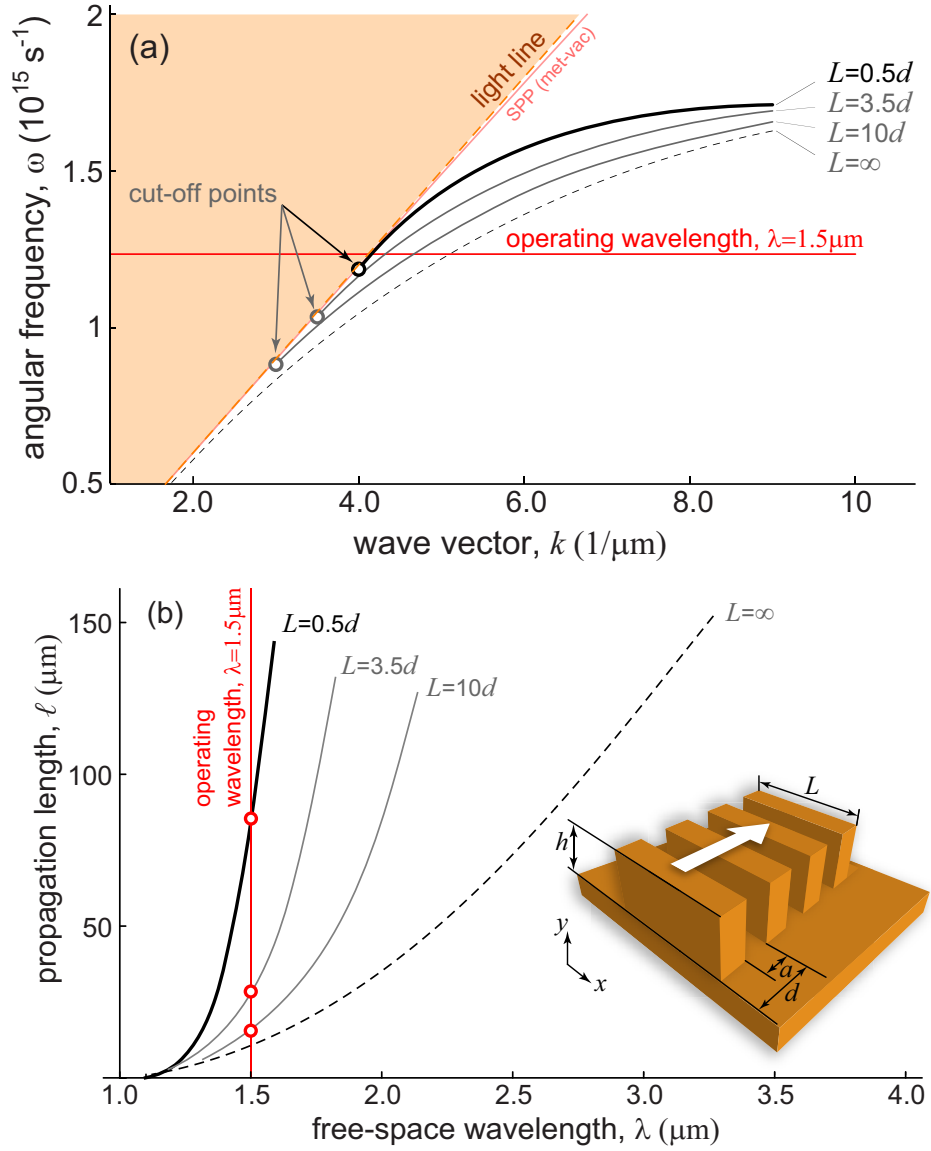 (a)
angular frequency, ω (10¹⁵ s⁻¹)
2
1.5
1
0.5
light line
SPP (met-vac)
L=0.5d
L=3.5d
L=10d
L=∞
cut-off points
operating wavelength, λ=1.5μm
2.0
4.0
6.0
8.0
10
wave vector, k (1/μm)
(b)
propagation length, ℓ (μm)
150
100
50
operating
wavelength, λ=1.5μm
L=0.5d
L=3.5d
L=10d
L=∞
L
h
y
x
a
d
1.0
1.5
2.0
2.5
3.0
3.5
4.0
free-space wavelength, λ (μm)